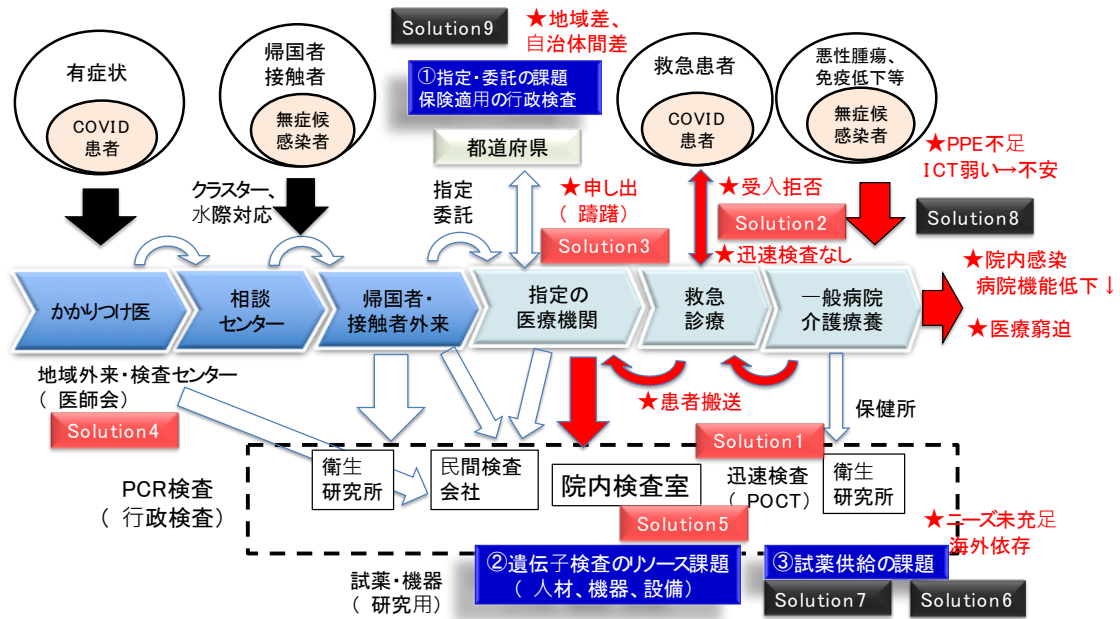 Solution9
★地域差、
自治体間差
有症状
COVID
患者
帰国者
接触者
無症候
感染者
①指定・委託の課題
保険適用の行政検査
都道府県
救急患者
COVID
患者
悪性腫瘍、
免疫低下等
無症候
感染者
★PPE不足
ICT弱い→不安
クラスター、
水際対応
指定
委託
★申し出
( 躊躇)
Solution3
★受入拒否
Solution2
★迅速検査なし
Solution8
かかりつけ医
相談
センター
帰国者・
接触者外来
指定の
医療機関
救急
診療
一般病院
介護療養
★院内感染
病院機能低下↓
★医療窮迫
地域外来・検査センター
( 医師会)
Solution4
★患者搬送
保健所
Solution1
PCR検査
( 行政検査)
衛生
研究所
民間検査
会社
院内検査室
迅速検査
( POCT)
衛生
研究所
Solution5
★ニーズ未充足
海外依存
試薬・機器
( 研究用)
②遺伝子検査のリソース課題
( 人材、機器、設備)
③試薬供給の課題
Solution7
Solution6